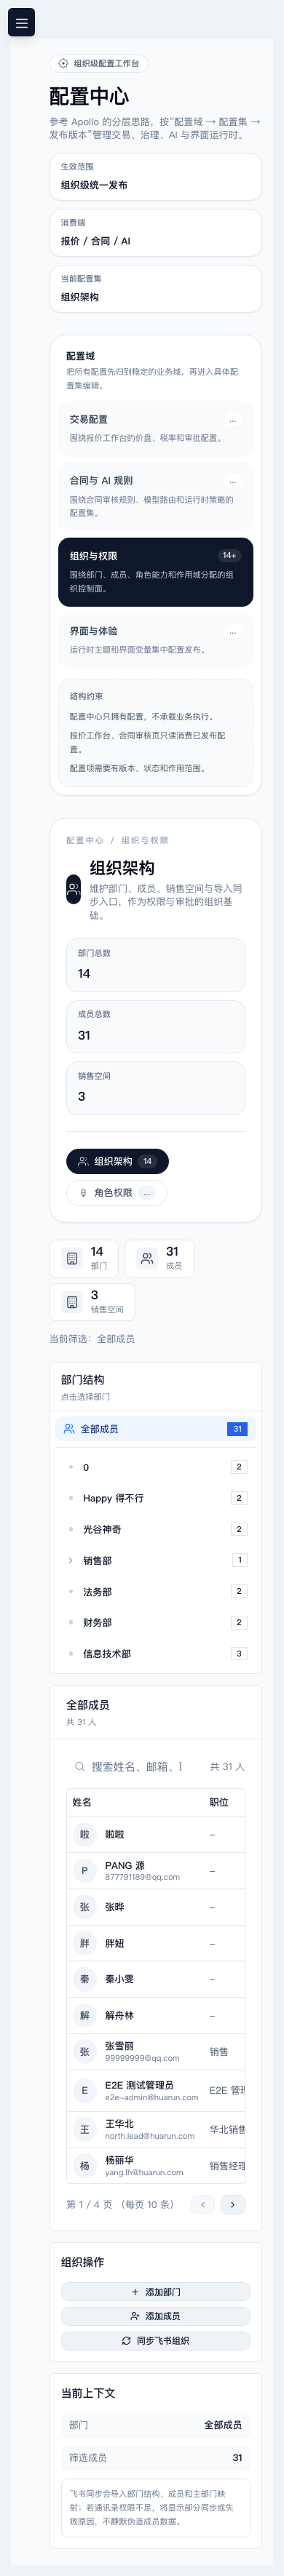 组织级配置工作台
配置中心
参考 Apollo 的分层思路，按“配置域 → 配置集 →
发布版本”管理交易、治理、AI 与界面运行时。
生效范围
组织级统一发布
消费端
报价 / 合同 / AI
当前配置集
组织架构
配置域
把所有配置先归到稳定的业务域，再进入具体配
置集编辑。
交易配置 ...
围绕报价工作台的价盘、税率和审批配置。
合同与 AI 规则 ...
围绕合同审核规则、模型路由和运行时策略的
配置集。
组织与权限 14+
围绕部门、成员、角色能力和作用域分配的组
织控制面。
界面与体验 ...
运行时主题和界面变量集中配置发布。
结构约束
配置中心只拥有配置，不承载业务执行。
报价工作台、合同审核页只读消费已发布配
置。
配置项需要有版本、状态和作用范围。
配置中心 / 组织与权限
组织架构
维护部门、成员、销售空间与导入同
步入口，作为权限与审批的组织基
础。
部门总数
14
成员总数
31
销售空间
3
组织架构 14
角色权限 ...
14
部门
31
成员
3
销售空间
当前筛选：全部成员
部门结构
点击选择部门
全部成员 31
0 2
Happy 得不行 2
光谷神奇 2
销售部 1
法务部 2
财务部 2
信息技术部 3
全部成员
共 31 人
搜索姓名、邮箱、 共 31 人
姓名 职位
啦 啦啦 –
P PANG 源 –
877791189@qq.com
张 张晔 –
胖 胖妞 –
秦 秦小雯 –
解 解舟林 –
张 张雪丽 销售
99999999@qq.com
E E2E 测试管理员 E2E 管理
e2e-admin@huarun.com
王 王华北 华北销售
north.lead@huarun.com
杨 杨丽华 销售经理
yang.lh@huarun.com
第 1 / 4 页 （每页 10 条）
组织操作
添加部门
添加成员
同步飞书组织
当前上下文
部门 全部成员
筛选成员 31
飞书同步会导入部门结构、成员和主部门映
射；若通讯录权限不足，将显示部分同步或失
败原因，不静默伪造成员数据。